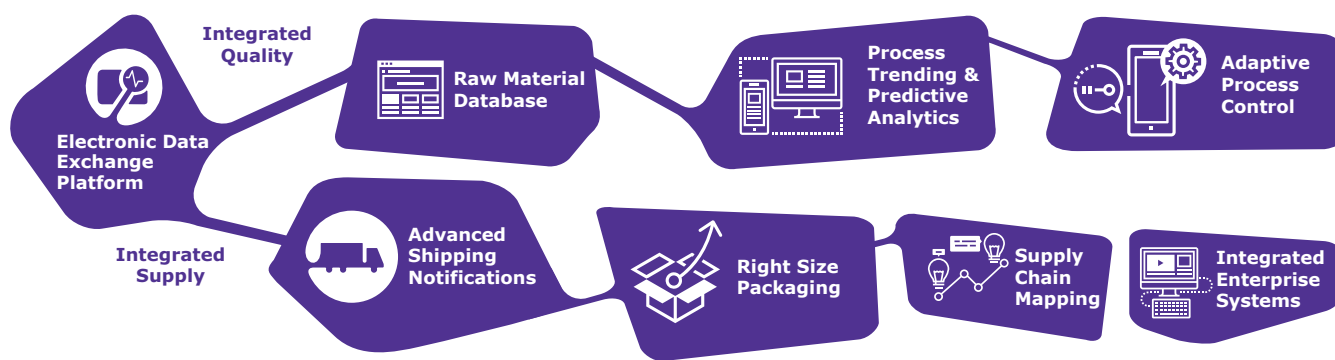 Integrated
Quality
Electronic Data
Exchange
Platform
Raw Material
Database
Process
Trending &
Predictive
Analytics
Adaptive
Process
Control
Integrated
Supply
Advanced
Shipping
Notifications
Right Size
Packaging
Supply
Chain
Mapping
Integrated
Enterprise
Systems